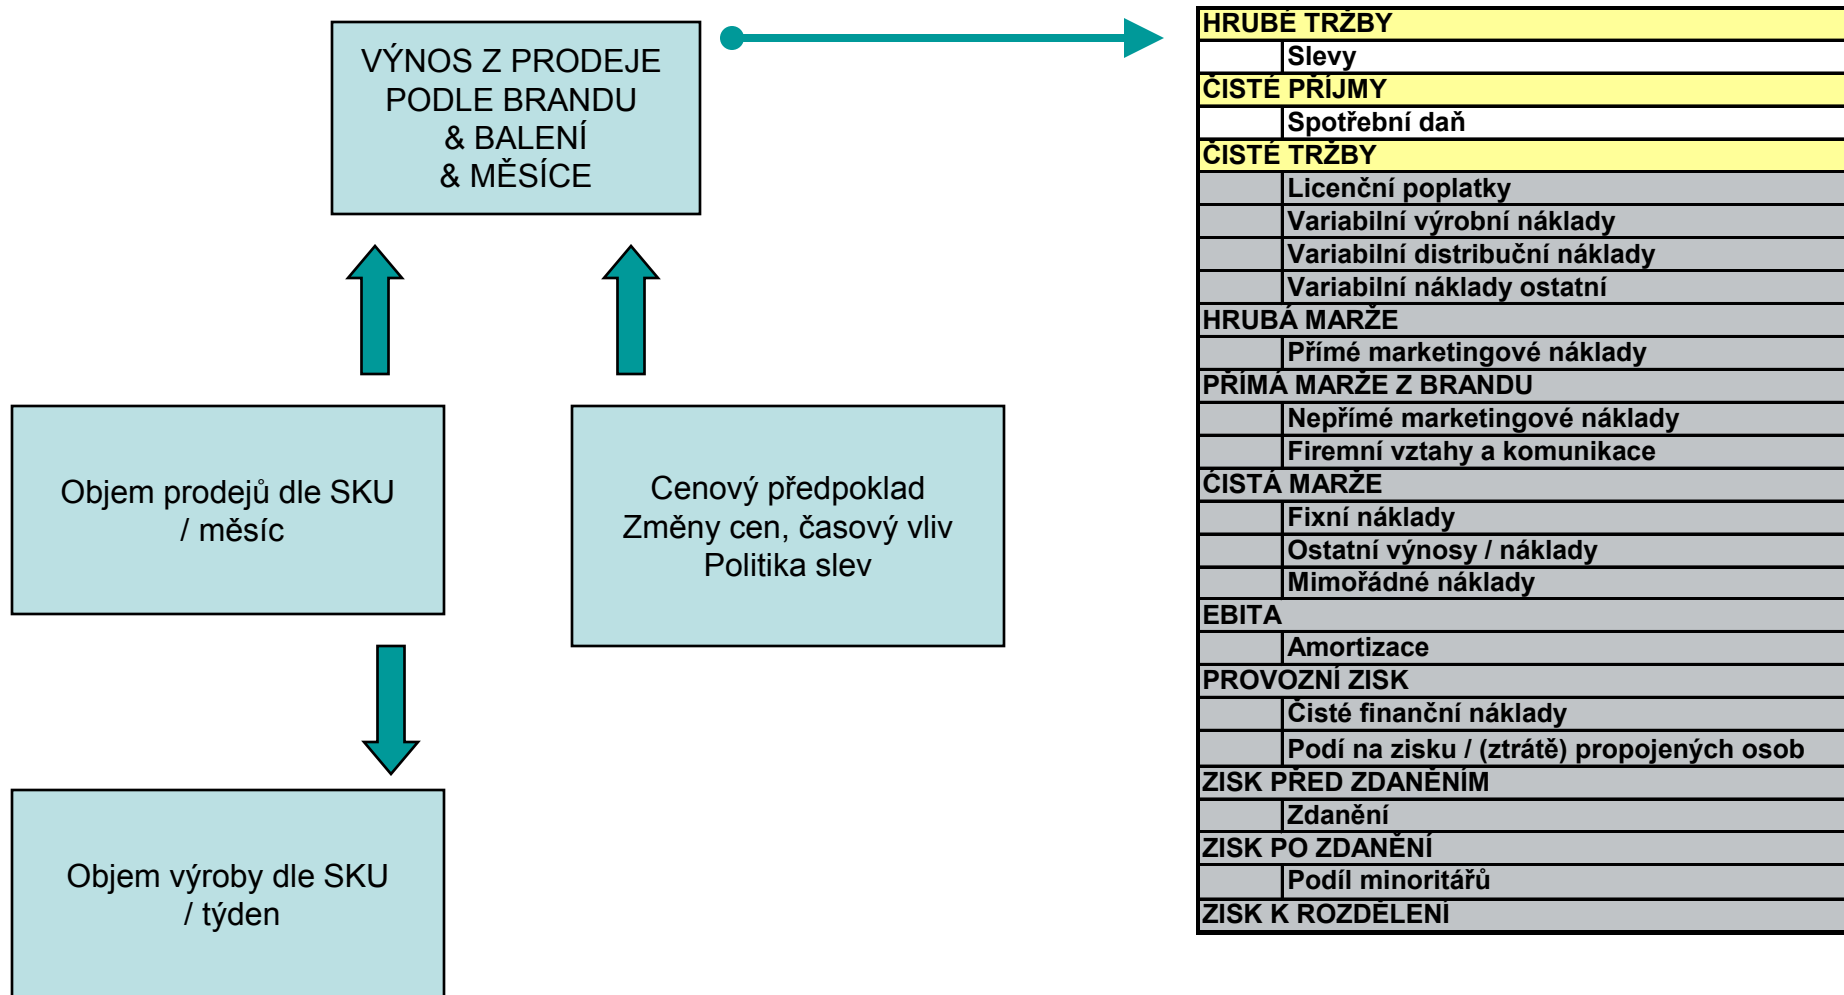 VÝNOS Z PRODEJE
PODLE BRANDU
& BALENÍ
& MĚSÍCE
Objem prodejů dle SKU
/ měsíc
Cenový předpoklad
Změny cen, časový vliv
Politika slev
Objem výroby dle SKU
/ týden
HRUBÉ TRŽBY
Slevy
ČISTÉ PŘÍJMY
Spotřební daň
ČISTÉ TRŽBY
Licenční poplatky
Variabilní výrobní náklady
Variabilní distribuční náklady
Variabilní náklady ostatní
HRUBÁ MARŽE
Přímé marketingové náklady
PŘÍMÁ MARŽE Z BRANDU
Nepřímé marketingové náklady
Firemní vztahy a komunikace
ČISTÁ MARŽE
Fixní náklady
Ostatní výnosy / náklady
Mimořádné náklady
EBITA
Amortizace
PROVOZNÍ ZISK
Čisté finanční náklady
Podí na zisku / (ztrátě) propojených osob
ZISK PŘED ZDANĚNÍM
Zdanění
ZISK PO ZDANĚNÍ
Podíl minoritářů
ZISK K ROZDĚLENÍ